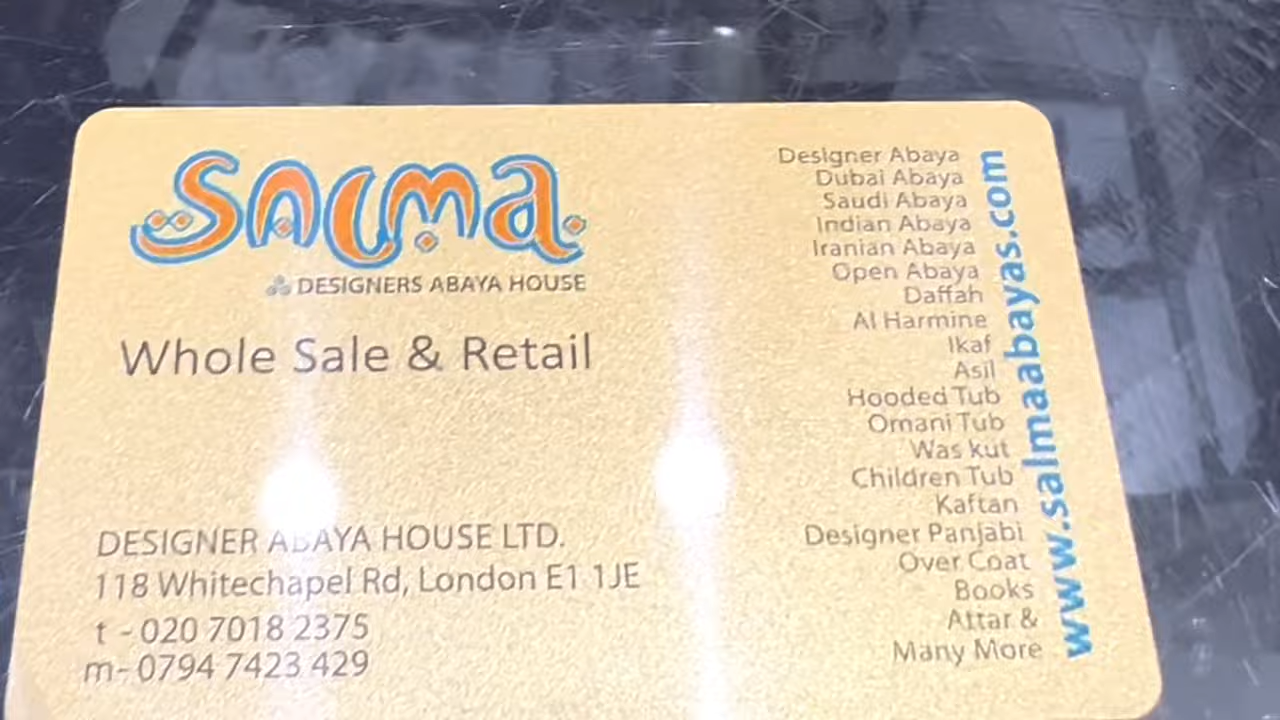 Salma
DESIGNERS ABAYA HOUSE
Whole Sale & Retail
DESIGNER ABAYA HOUSE LTD.
118 Whitechapel Rd, London E1 1JE
t - 020 7018 2375
m- 0794 7423 429
Designer Abaya
Dubai Abaya
Saudi Abaya
Indian Abaya
Iranian Abaya
Open Abaya
Daffah
Al Harmine
Ikaf
Asil
Hooded Tub
Omani Tub
Was kut
Children Tub
Kaftan
Designer Panjabi
Over Coat
Books
Attar &
Many More
www.salmaabayas.com